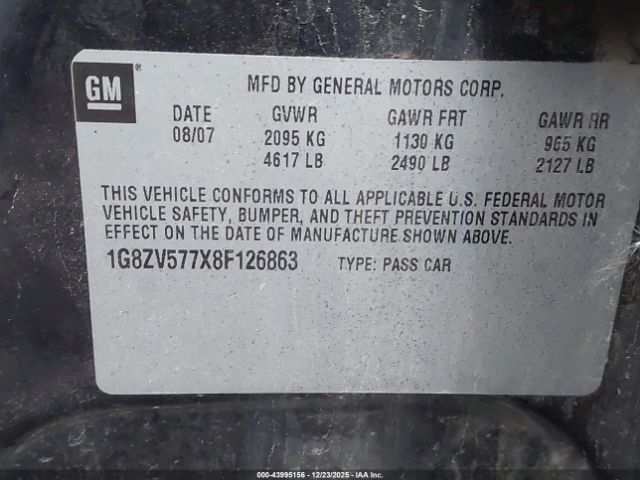 GM ®
MFD BY GENERAL MOTORS CORP.
DATE GVWR GAWR FRT GAWR RR
08/07 2095 KG 1130 KG 965 KG
4617 LB 2490 LB 2127 LB
THIS VEHICLE CONFORMS TO ALL APPLICABLE U.S. FEDERAL MOTOR
VEHICLE SAFETY, BUMPER, AND THEFT PREVENTION STANDARDS IN
EFFECT ON THE DATE OF MANUFACTURE SHOWN ABOVE.
1G8ZV577X8F126863 TYPE: PASS CAR
000-43995156 - 12/23/2025 - IAAI.COM